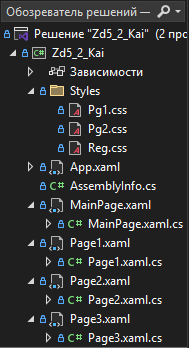 Обозреватель решений —
Решение "Zd5_2_Kai" (2 прс
Zd5_2_Kai
Зависимости
Styles
Pg1.css
Pg2.css
Reg.css
App.xaml
AssemblyInfo.cs
MainPage.xaml
MainPage.xaml.cs
Page1.xaml
Page1.xaml.cs
Page2.xaml
Page2.xaml.cs
Page3.xaml
Page3.xaml.cs